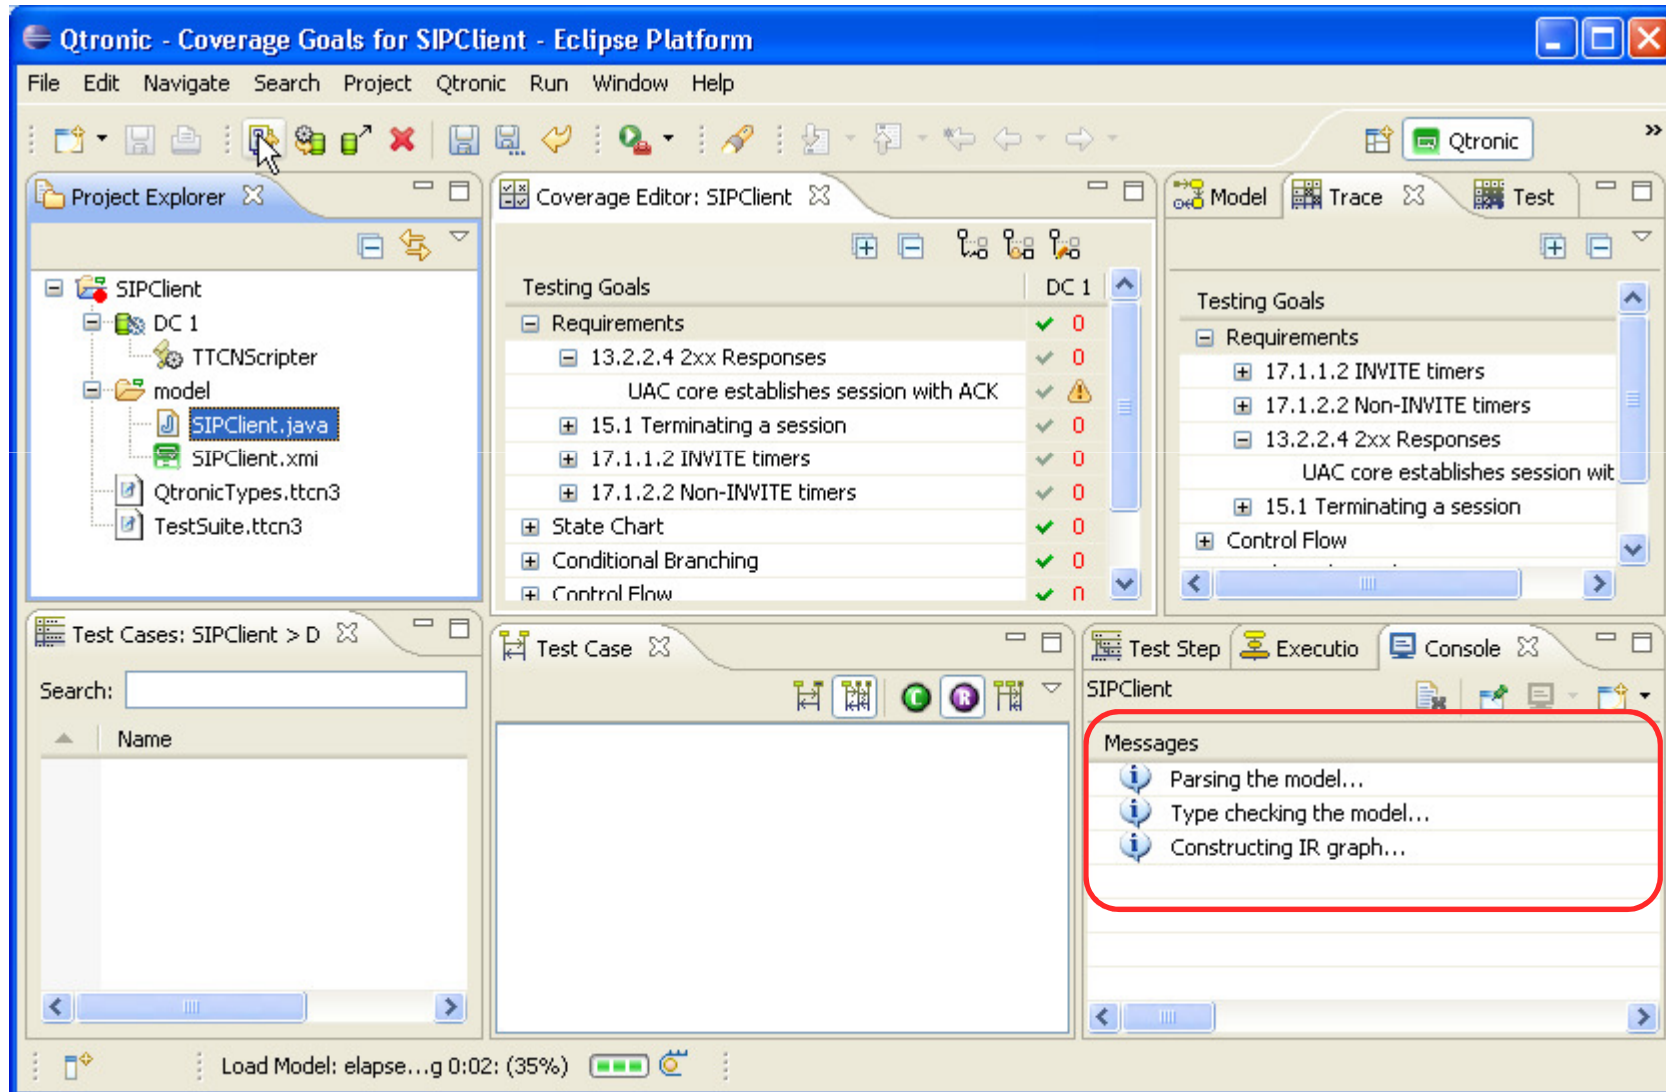 Qtronic - Coverage Goals for SIPClient - Eclipse Platform
File Edit Navigate Search Project Qtronic Run Window Help
Qtronic
Project Explorer
SIPClient
DC 1
TTCNScripter
model
SIPClient.java
SIPClient.xmi
QtronicTypes.ttcn3
TestSuite.ttcn3
Coverage Editor: SIPClient
Testing Goals DC 1
Requirements 0
13.2.2.4 2xx Responses 0
UAC core establishes session with ACK
15.1 Terminating a session 0
17.1.1.2 INVITE timers 0
17.1.2.2 Non-INVITE timers 0
State Chart 0
Conditional Branching 0
Control Flow 0
Model Trace Test
Testing Goals
Requirements
17.1.1.2 INVITE timers
17.1.2.2 Non-INVITE timers
13.2.2.4 2xx Responses
UAC core establishes session wit
15.1 Terminating a session
Control Flow
Test Cases: SIPClient > D
Search:
Name
Test Case
C R
Test Step Executio Console
SIPClient
Messages
Parsing the model...
Type checking the model...
Constructing IR graph...
Load Model: elapse...g 0:02: (35%)